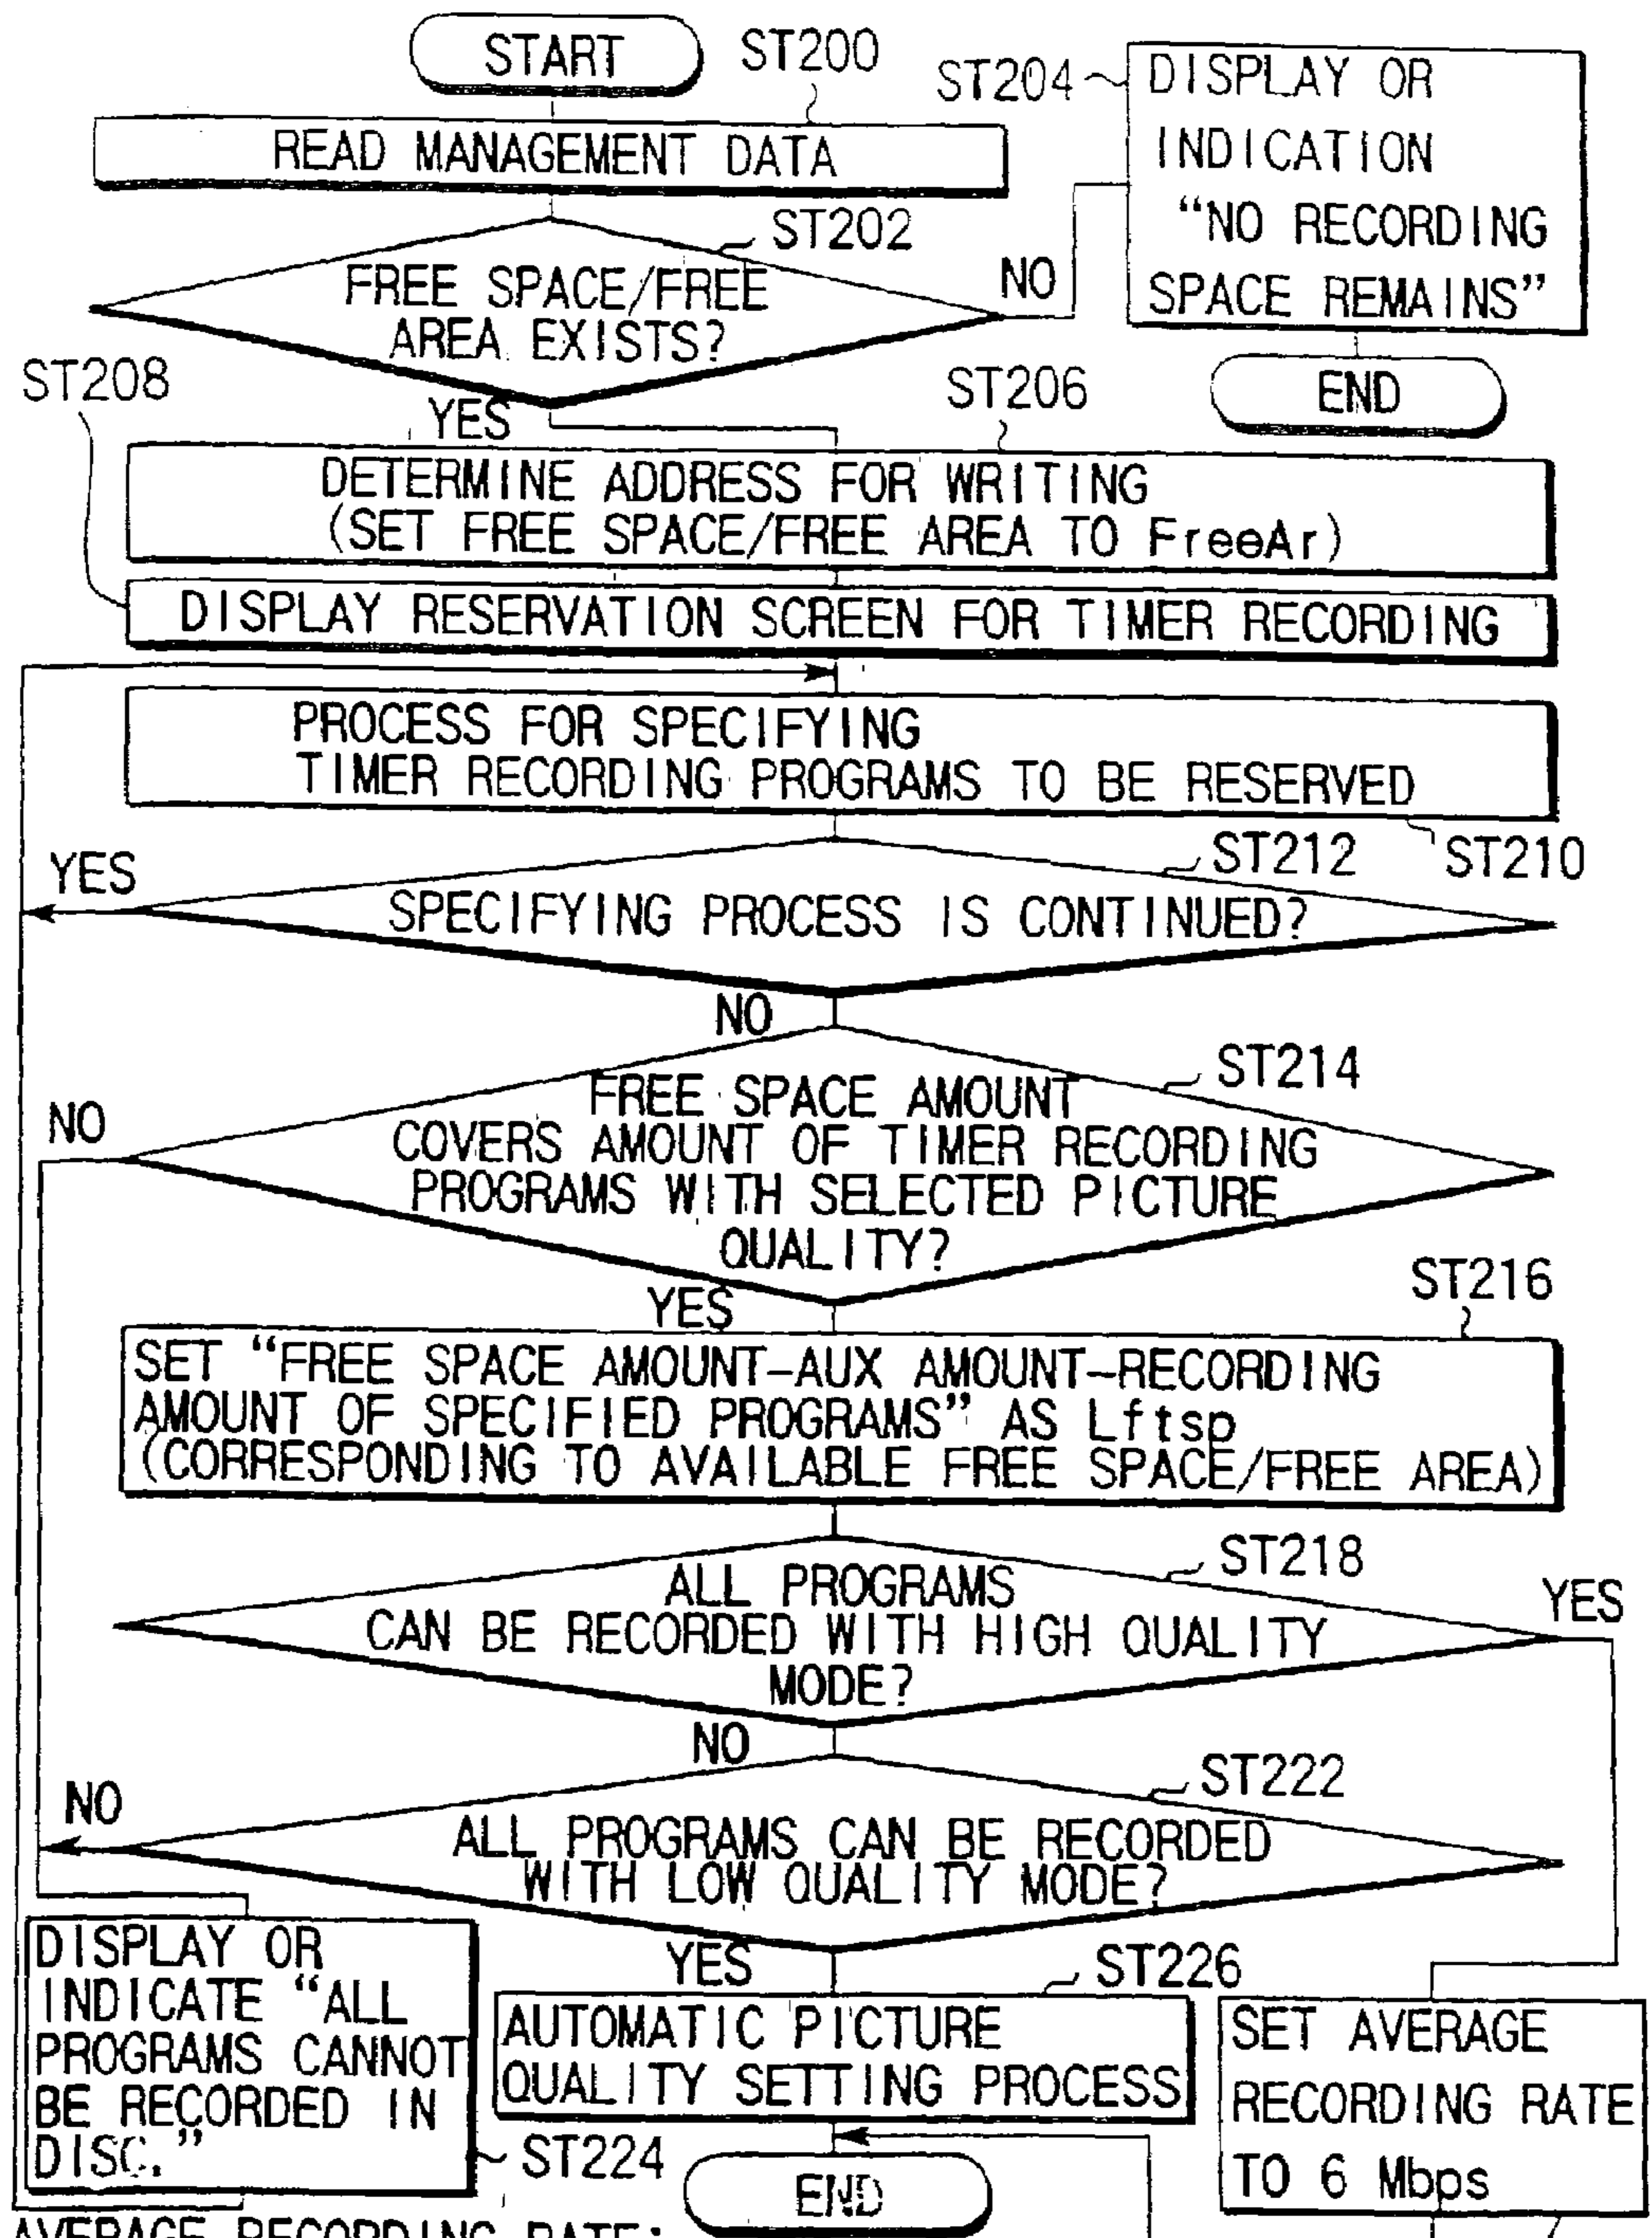 START
ST200
READ MANAGEMENT DATA
ST202
FREE SPACE/FREE
AREA EXISTS?
NO
ST204
DISPLAY OR
INDICATION
“NO RECORDING
SPACE REMAINS”
END
YES
ST206
DETERMINE ADDRESS FOR WRITING
(SET FREE SPACE/FREE AREA TO FreeAr)
ST208
DISPLAY RESERVATION SCREEN FOR TIMER RECORDING
PROCESS FOR SPECIFYING
TIMER RECORDING PROGRAMS TO BE RESERVED
ST210
ST212
YES
SPECIFYING PROCESS IS CONTINUED?
NO
ST214
NO
FREE SPACE AMOUNT
COVERS AMOUNT OF TIMER RECORDING
PROGRAMS WITH SELECTED PICTURE
QUALITY?
YES
ST216
SET “FREE SPACE AMOUNT-AUX AMOUNT-RECORDING
AMOUNT OF SPECIFIED PROGRAMS” AS Lftsp
(CORRESPONDING TO AVAILABLE FREE SPACE/FREE AREA)
ST218
ALL PROGRAMS
CAN BE RECORDED WITH HIGH QUALITY
MODE?
YES
NO
ST222
NO
ALL PROGRAMS CAN BE RECORDED
WITH LOW QUALITY MODE?
YES
DISPLAY OR
INDICATE “ALL
PROGRAMS CANNOT
BE RECORDED IN
DISC.”
ST224
ST226
AUTOMATIC PICTURE
QUALITY SETTING PROCESS
END
SET AVERAGE
RECORDING RATE
TO 6 Mbps
AVERAGE RECORDING RATE: